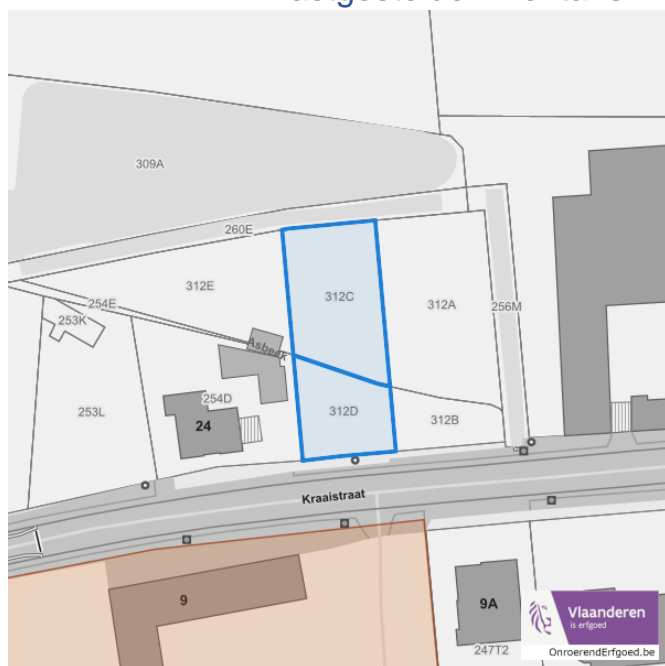 309A
260E
312E
312C
312A
256M
254E
253K
Asbeek
253L
254D
24
312D
312B
Kraaistraat
9
9A
247T2
Vlaanderen
is erfgoed
OnroerendErfgoed.be